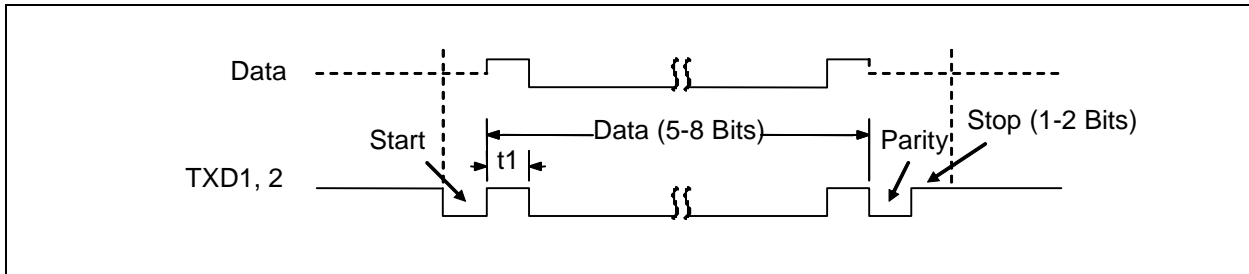 Data
Data (5-8 Bits)
Stop (1-2 Bits)
Start
Parity
t1
TXD1, 2